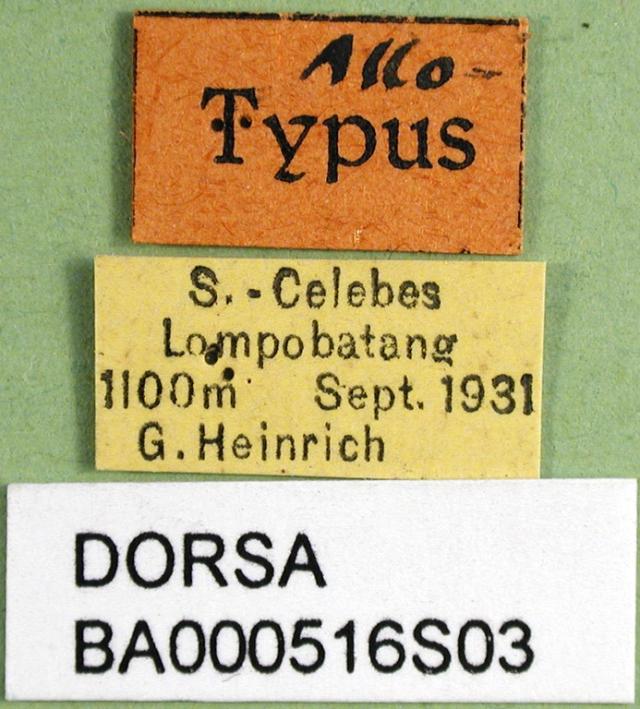 Allo-
Typus
S.-Celebes
Lompobatang
1100m Sept. 1931
G. Heinrich
DORSA
BA000516S03